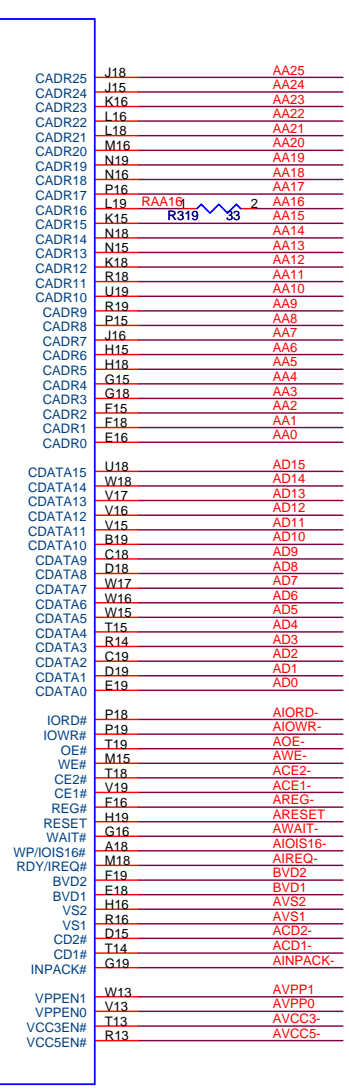 CADR25 J18 AA25
CADR24 J15 AA24
CADR23 K16 AA23
CADR22 L16 AA22
CADR21 L18 AA21
CADR20 M16 AA20
CADR19 N19 AA19
CADR18 N16 AA18
CADR17 P16 AA17
CADR16 L19 RAA16 1 2 AA16
R319 33
CADR15 K15 AA15
CADR14 N18 AA14
CADR13 N15 AA13
CADR12 K18 AA12
CADR11 R18 AA11
CADR10 U19 AA10
CADR9 R19 AA9
CADR8 P15 AA8
CADR7 J16 AA7
CADR6 H15 AA6
CADR5 H18 AA5
CADR4 G15 AA4
CADR3 G18 AA3
CADR2 F15 AA2
CADR1 F18 AA1
CADR0 E16 AA0
CDATA15 U18 AD15
CDATA14 W18 AD14
CDATA13 V17 AD13
CDATA12 V16 AD12
CDATA11 V15 AD11
CDATA10 B19 AD10
CDATA9 C18 AD9
CDATA8 D18 AD8
CDATA7 W17 AD7
CDATA6 W16 AD6
CDATA5 W15 AD5
CDATA4 T15 AD4
CDATA3 R14 AD3
CDATA2 C19 AD2
CDATA1 D19 AD1
CDATA0 E19 AD0
IORD# P18 AIORD-
IOWR# P19 AIOWR-
OE# T19 AOE-
WE# M15 AWE-
CE2# T18 ACE2-
CE1# V19 ACE1-
REG# F16 AREG-
RESET H19 ARESET
WAIT# G16 AWAIT-
WP/IOIS16# A18 AIOIS16-
RDY/IREQ# M18 AIREQ-
BVD2 F19 BVD2
BVD1 E18 BVD1
VS2 H16 AVS2
VS1 R16 AVS1
CD2# D15 ACD2-
CD1# T14 ACD1-
INPACK# G19 AINPACK-
VPPEN1 W13 AVPP1
VPPEN0 V13 AVPP0
VCC3EN# T13 AVCC3-
VCC5EN# R13 AVCC5-